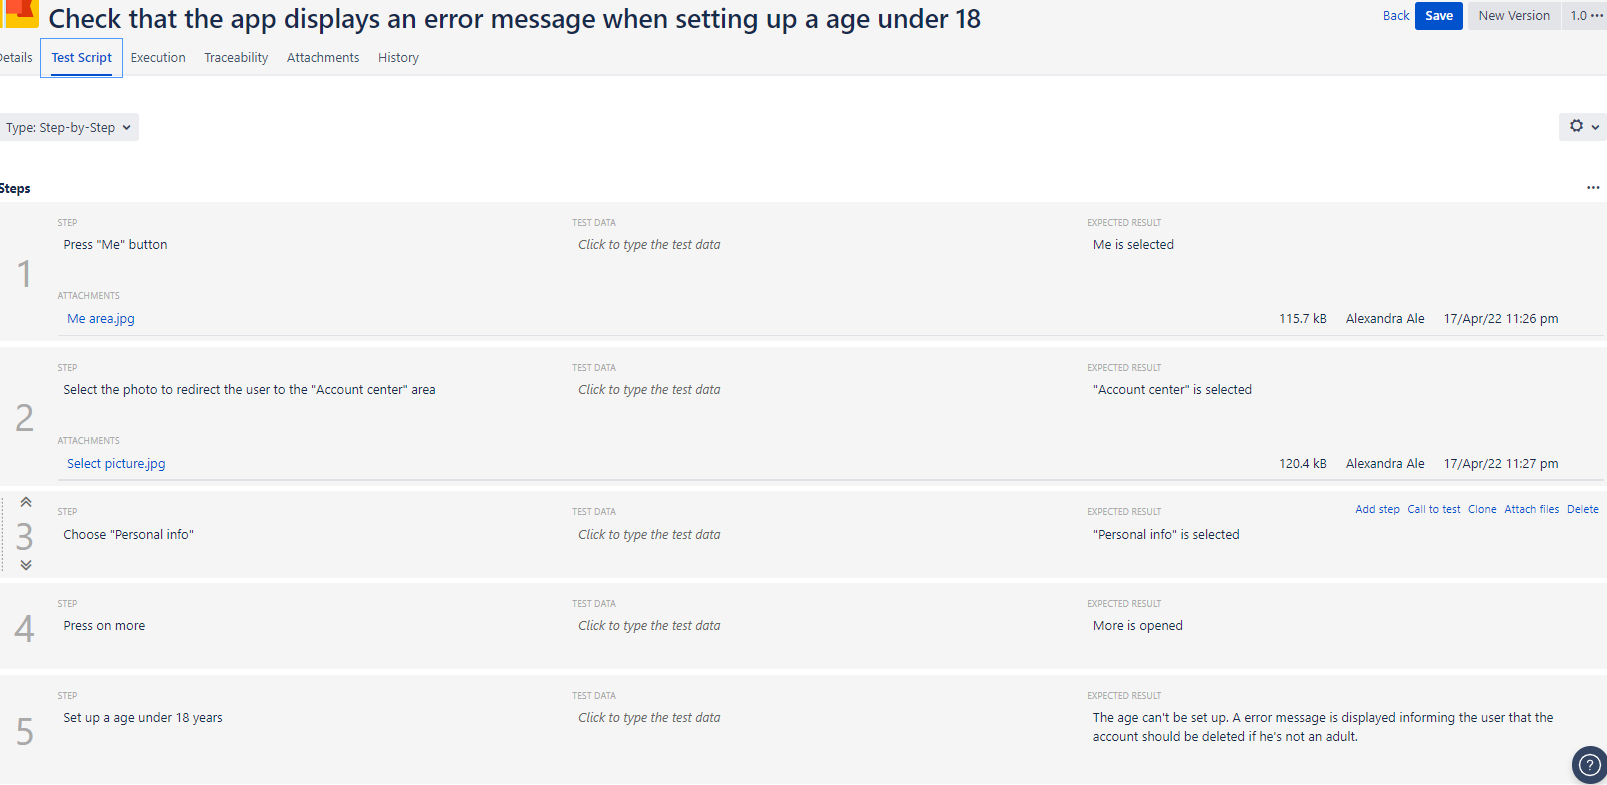 Check that the app displays an error message when setting up a age under 18
Back Save New Version 1.0
etails Test Script Execution Traceability Attachments History
Type: Step-by-Step
Steps
STEP TEST DATA EXPECTED RESULT
Press "Me" button Click to type the test data Me is selected
1
ATTACHMENTS
Me area.jpg 115.7 kB Alexandra Ale 17/Apr/22 11:26 pm
STEP TEST DATA EXPECTED RESULT
Select the photo to redirect the user to the "Account center" area Click to type the test data "Account center" is selected
2
ATTACHMENTS
Select picture.jpg 120.4 kB Alexandra Ale 17/Apr/22 11:27 pm
STEP TEST DATA EXPECTED RESULT Add step Call to test Clone Attach files Delete
3 Choose "Personal info" Click to type the test data "Personal info" is selected
STEP TEST DATA EXPECTED RESULT
4 Press on more Click to type the test data More is opened
STEP TEST DATA EXPECTED RESULT
5 Set up a age under 18 years Click to type the test data The age can't be set up. A error message is displayed informing the user that the
account should be deleted if he's not an adult.
?